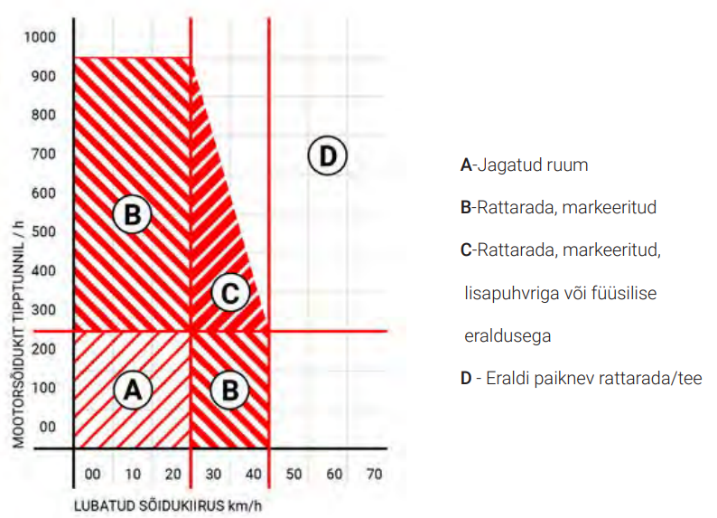 1000
900
800
700
600
500
400
300
200
100
00
MOOTORSÕIDUKIT TIPPTUNNIL / h
B
C
D
A
B
00 10 20 30 40 50 60 70
LUBATUD SÕIDUKIIRUS km/h
A-Jagatud ruum
B-Rattarada, markeeritud
C-Rattarada, markeeritud,
lisapuhvriga või füüsilise
eraldusega
D - Eraldi paiknev rattarada/tee